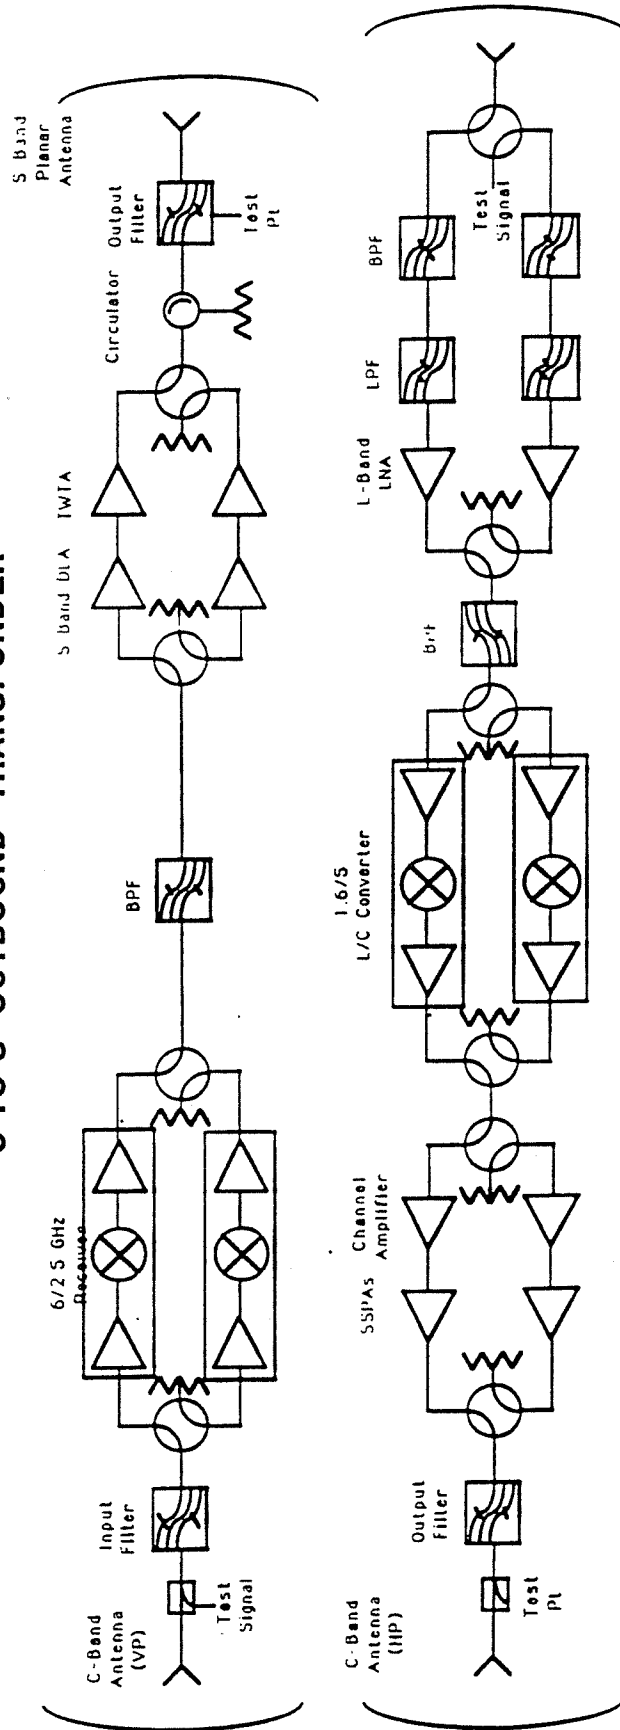 C-Band
Antenna
(VP)
Test
Signal
Input
Filter
6/2 5 GHz
BPF
S Band
TWTA
Circulator
Output
Filter
Test
Pt
S Band
Planar
Antenna
C-Band
Antenna
(HP)
Test
Pt
Output
Filter
SSPAs
Channel
Amplifier
1.6/5
L/C Converter
BPF
L-Band
LNA
LPF
BPF
Test
Signal